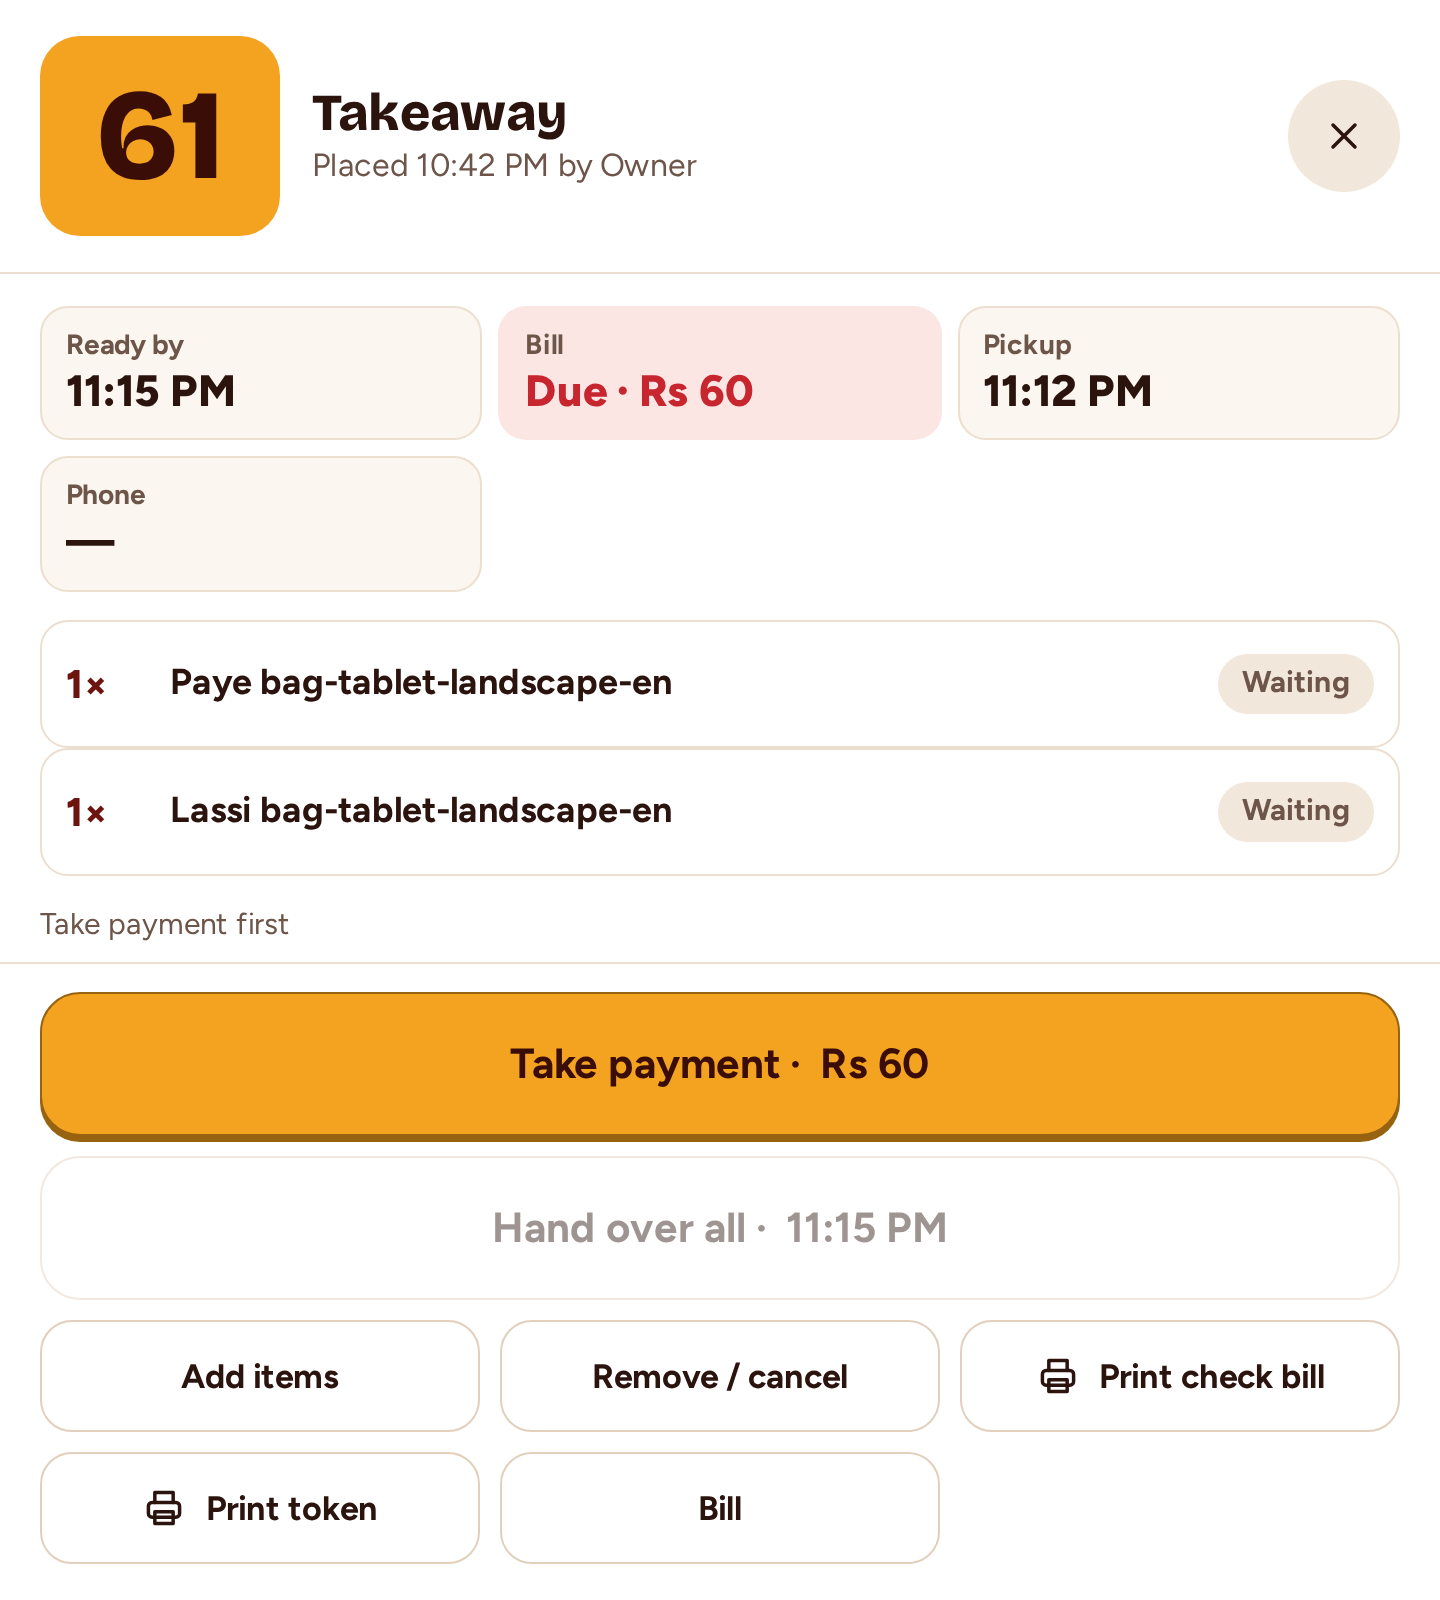 61
Takeaway
Placed 10:42 PM by Owner
Ready by
11:15 PM
Bill
Due · Rs 60
Pickup
11:12 PM
Phone
—
1× Paye bag-tablet-landscape-en Waiting
1× Lassi bag-tablet-landscape-en Waiting
Take payment first
Take payment · Rs 60
Hand over all · 11:15 PM
Add items
Remove / cancel
Print check bill
Print token
Bill